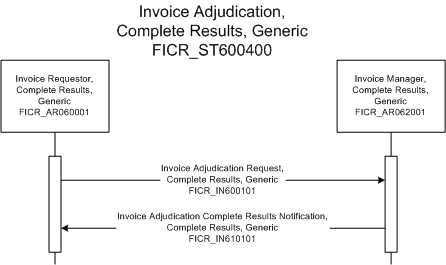 Invoice Adjudication,
Complete Results, Generic
FICR_ST600400
Invoice Requestor,
Complete Results,
Generic
FICR_AR060001
Invoice Manager,
Complete Results,
Generic
FICR_AR062001
Invoice Adjudication Request,
Complete Results, Generic
FICR_IN600101
Invoice Adjudication Complete Results Notification,
Complete Results, Generic
FICR_IN610101